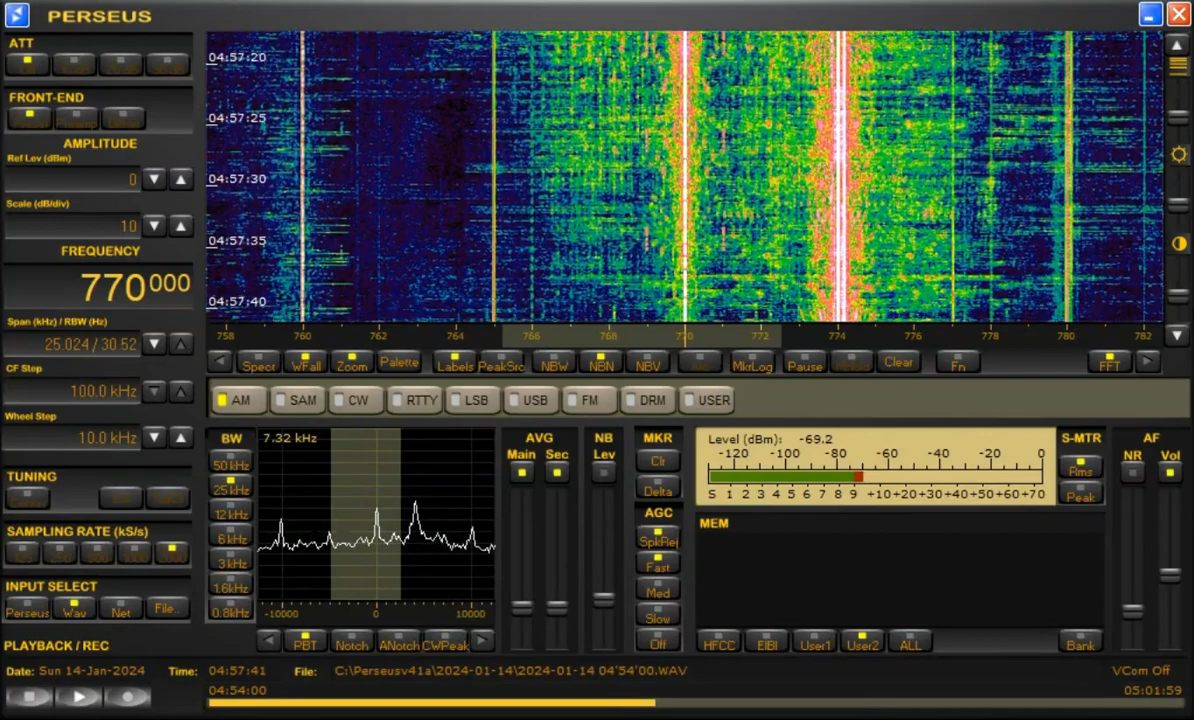 PERSEUS
ATT
FRONT-END
AMPLITUDE
Ref Lev (dBm)
0
Scale (dB/div)
10
FREQUENCY
770000
Span (kHz) / RBW (Hz)
25.024 / 30.52
CF Step
100.0 kHz
Wheel Step
10.0 kHz
TUNING
SAMPLING RATE (kS/s)
INPUT SELECT
Perseus Wav Net File..
PLAYBACK / REC
04:57:20
04:57:25
04:57:30
04:57:35
04:57:40
758 760 762 764 766 768 770 772 774 776 778 780 782
Spect WFall Zoom Palette Labels PeakSrc NBW NBN NBV MkrLog Pause Clear Fn FFT
AM SAM CW RTTY LSB USB FM DRM USER
BW
50 kHz
25 kHz
12 kHz
6 kHz
3 kHz
1.6kHz
0.8kHz
7.32 kHz
-10000 0 10000
PBT Notch ANotch CWPeak
AVG
Main Sec
NB
Lev
MKR
Clr
Delta
AGC
SpkRej
Fast
Med
Slow
Off
Level (dBm): -69.2
-120 -100 -80 -60 -40 -20 0
S 1 2 3 4 5 6 7 8 9 +10+20+30+40+50+60+70
S-MTR
Rms
Peak
AF
NR Vol
MEM
HFCC EIBI User1 User2 ALL Bank
Date: Sun 14-Jan-2024 Time: 04:57:41 File: C:\Perseusv41a\2024-01-14\2024-01-14 04'54'00.WAV VCom Off
04:54:00 05:01:59